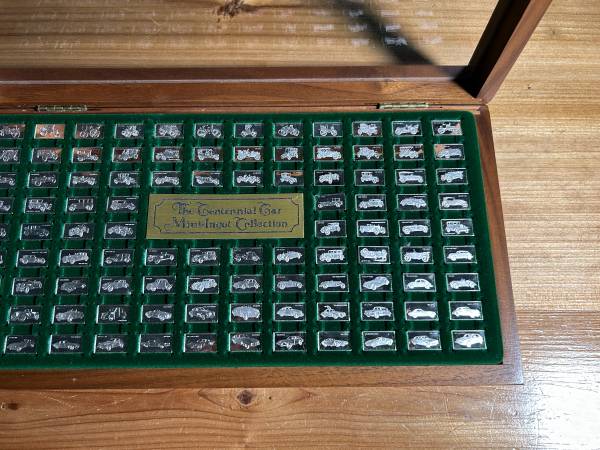 The Centennial Car
Mini-Ingot Collection